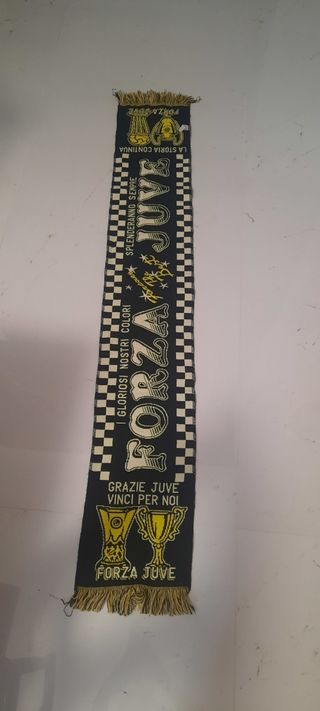 FORZA JUVE
LA STORIA CONTINUA
I GLORIOSI NOSTRI COLORI SPLENDERANNO SEMPRE
FORZA JUVE
GRAZIE JUVE
VINCI PER NOI
FORZA JUVE